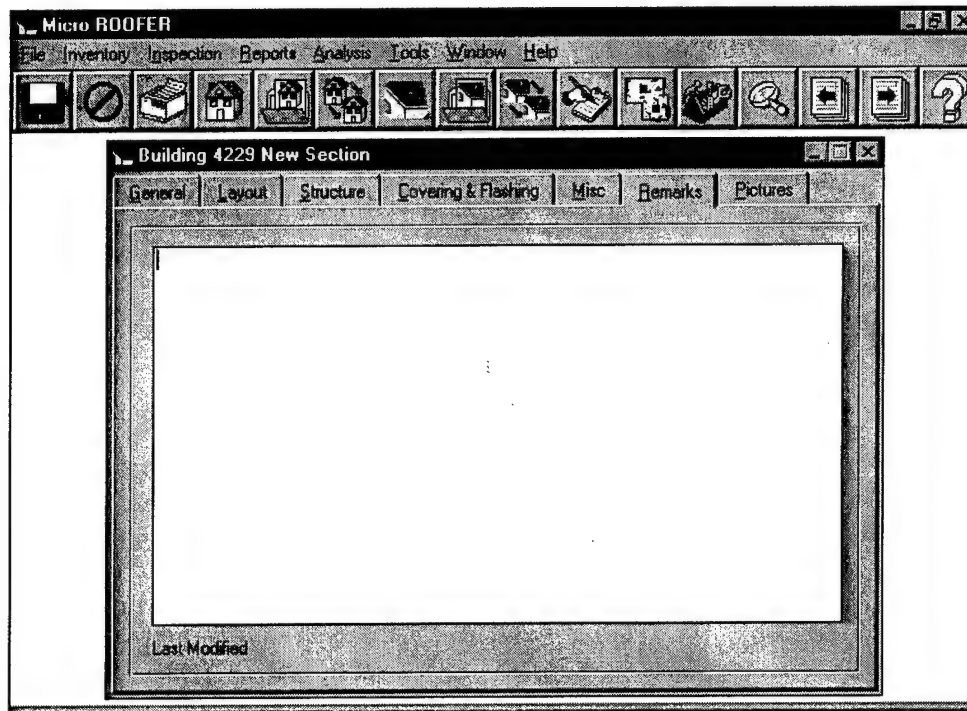 Micro ROOFER
File Inventory Inspection Reports Analysis Tools Window Help
Building 4229 New Section
General Layout Structure Covering & Flashing Misc Remarks Pictures
Last Modified